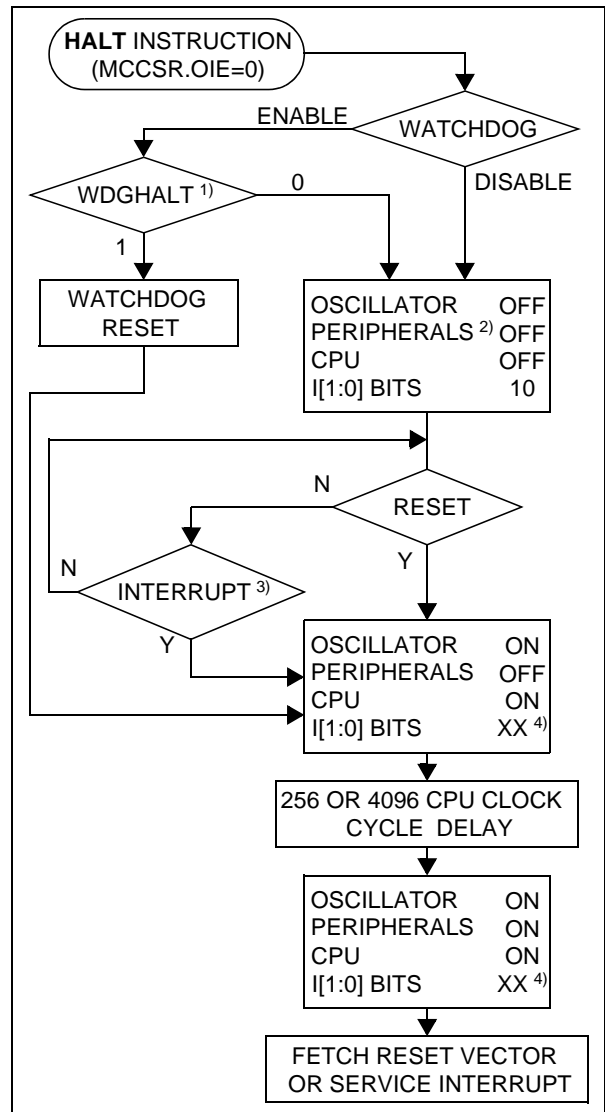 HALT INSTRUCTION
(MCCSR.OIE=0)
ENABLE
WATCHDOG
WDGHALT 1)
0
DISABLE
1
WATCHDOG
RESET
OSCILLATOR OFF
PERIPHERALS 2) OFF
CPU OFF
I[1:0] BITS 10
N
RESET
N
INTERRUPT 3)
Y
Y
OSCILLATOR ON
PERIPHERALS OFF
CPU ON
I[1:0] BITS XX 4)
256 OR 4096 CPU CLOCK
CYCLE DELAY
OSCILLATOR ON
PERIPHERALS ON
CPU ON
I[1:0] BITS XX 4)
FETCH RESET VECTOR
OR SERVICE INTERRUPT